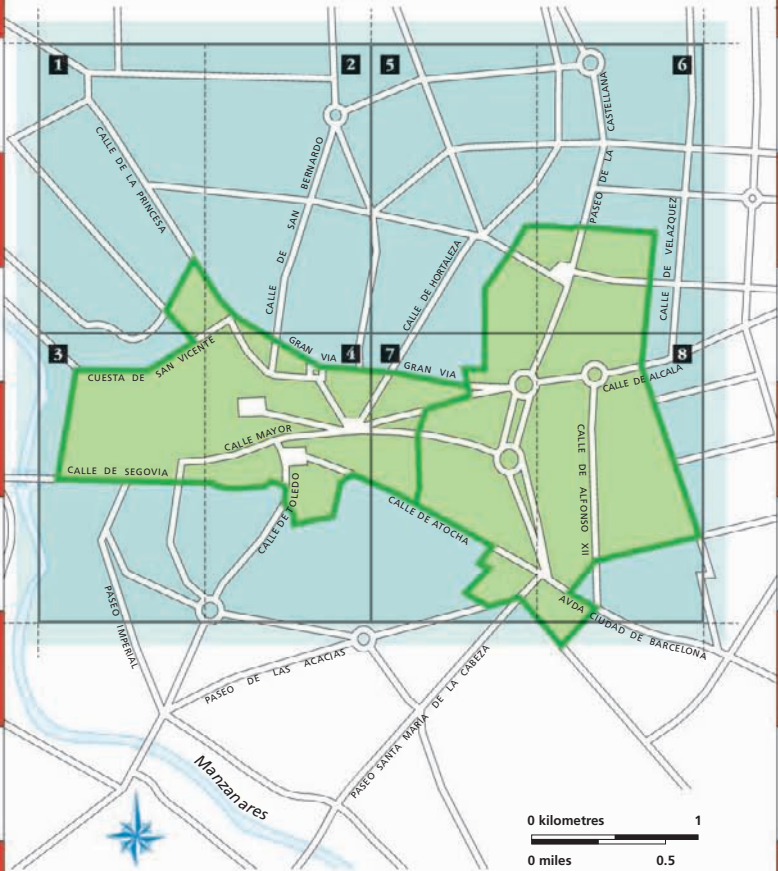 1
2
5
6
CALLE DE LA PRINCESA
CALLE DE SAN BERNARDO
CALLE DE HORTALEZA
PASEO DE LA CASTELLANA
CALLE DE VELAZQUEZ
3
4
7
8
CUESTA DE SAN VICENTE
GRAN VIA
GRAN VIA
CALLE DE ALCALA
CALLE MAYOR
CALLE DE SEGOVIA
CALLE DE TOLEDO
CALLE DE ATOCHA
CALLE DE ALFONSO XII
PASEO IMPERIAL
AVDA CIUDAD DE BARCELONA
PASEO DE LAS ACACIAS
PASEO SANTA MARIA DE LA CABEZA
Manzanares
0 kilometres 1
0 miles 0.5